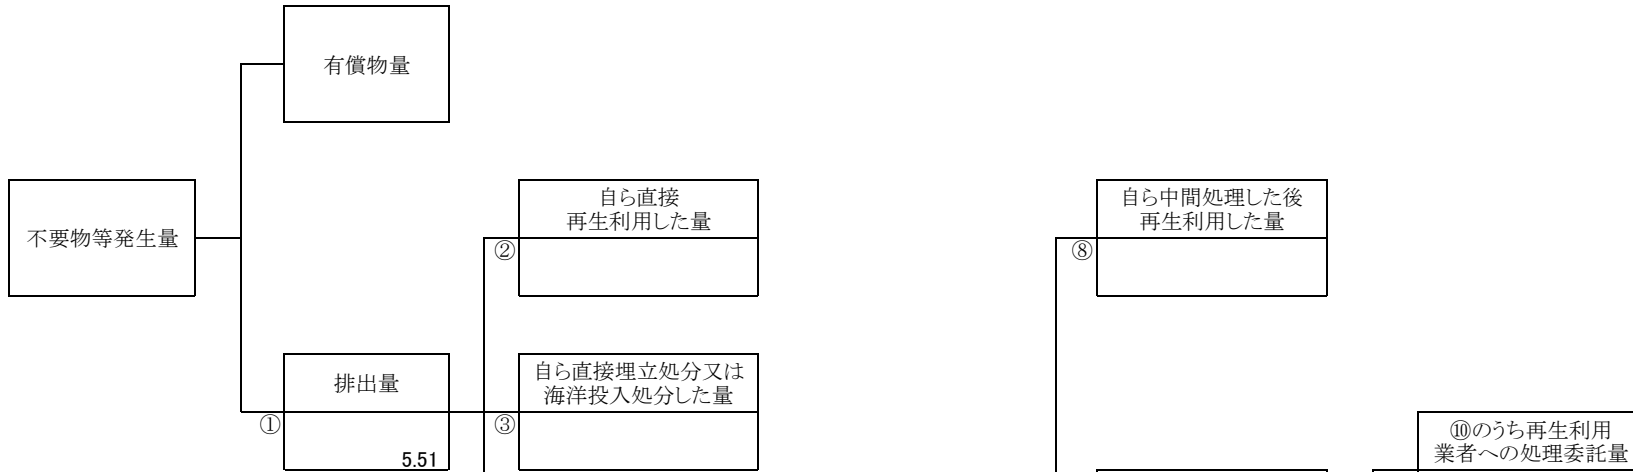 有償物量
不要物等発生量
自ら直接
再生利用した量
②
自ら中間処理した後
再生利用した量
⑧
排出量
①
5.51
自ら直接埋立処分又は
海洋投入処分した量
③
⑩のうち再生利用
業者への処理委託量